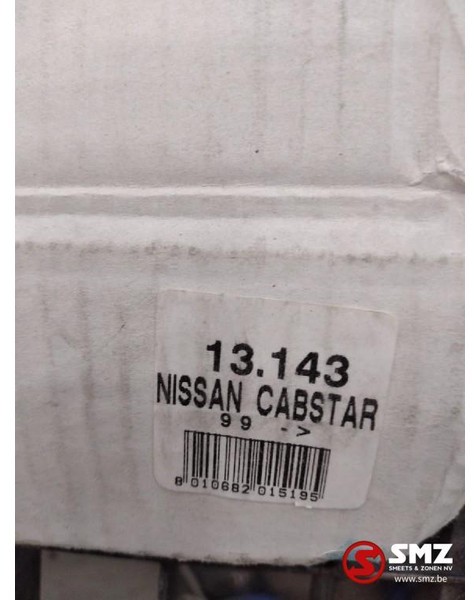 13.143
NISSAN CABSTAR
99 ->
8 010682 015195
SMZ
SHEETS & ZONEN NV
www.smz.be